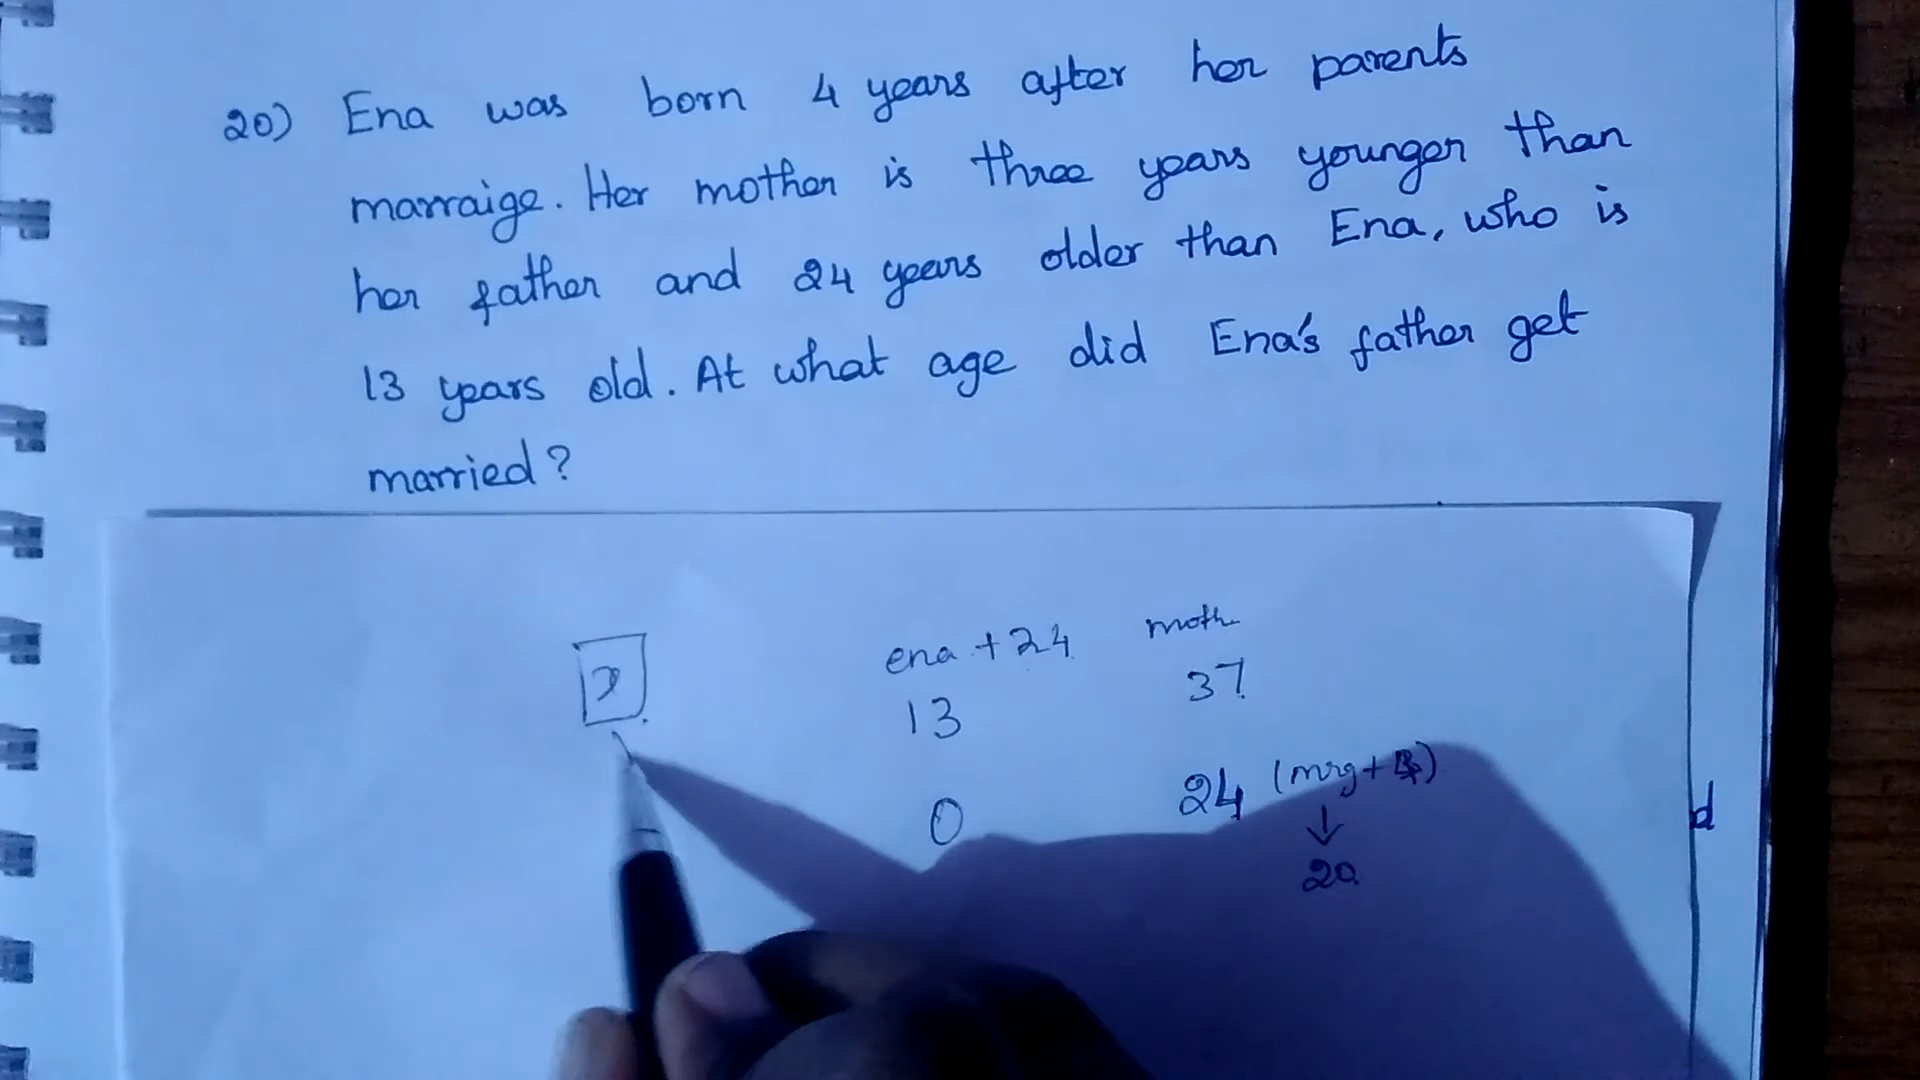 20) Ena was born 4 years after her parents
marraige. Her mother is three years younger than
her father and 24 years older than Ena, who is
13 years old. At what age did Ena's father get
married?
ena + 24 moth
13 37
0 24 (mrg + 4)
↓
20
d